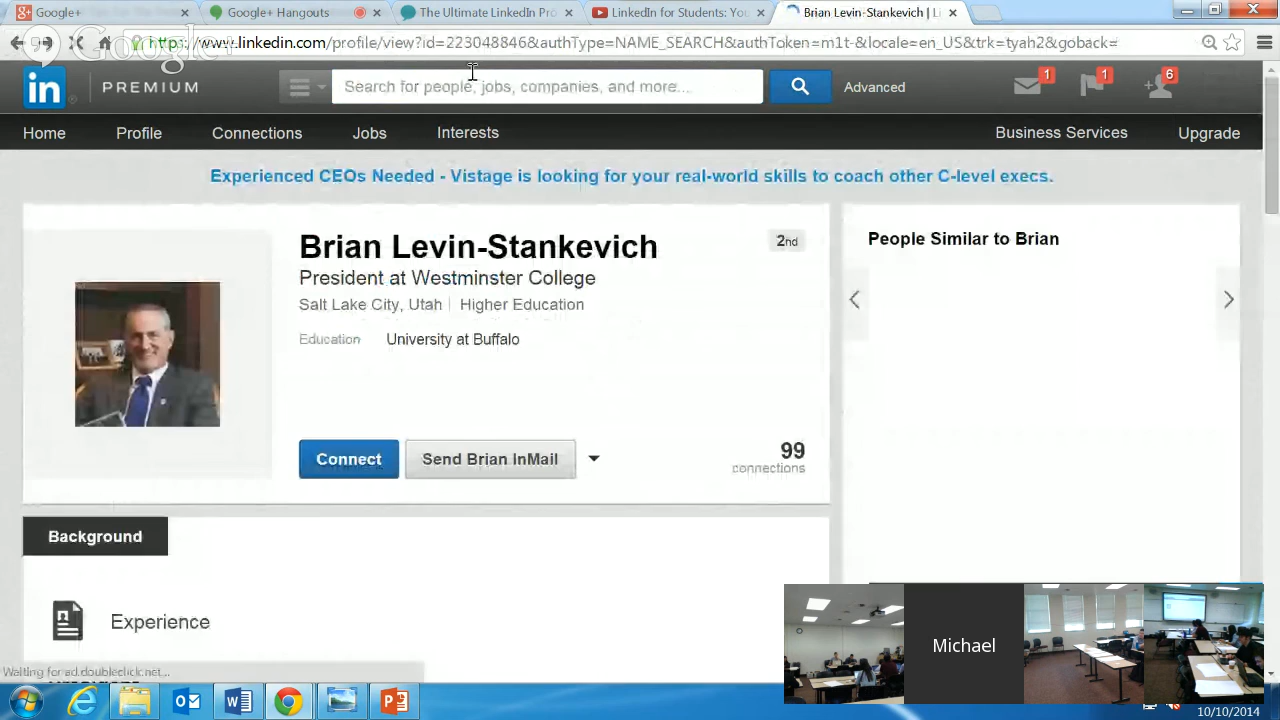 Google+
Google+ Hangouts
The Ultimate LinkedIn Pro
LinkedIn for Students: You
Brian Levin-Stankevich | Li
Google+
https://www.linkedin.com/profile/view?id=223048846&authType=NAME_SEARCH&authToken=m1t-&locale=en_US&trk=tyah2&goback=
in PREMIUM
Search for people, jobs, companies, and more...
Advanced
1
1
6
Home
Profile
Connections
Jobs
Interests
Business Services
Upgrade
Experienced CEOs Needed - Vistage is looking for your real-world skills to coach other C-level execs.
Brian Levin-Stankevich
2nd
President at Westminster College
Salt Lake City, Utah | Higher Education
Education University at Buffalo
Connect
Send Brian InMail
99
connections
People Similar to Brian
Background
Experience
Waiting for ad.doubleclick.net...
Michael
10/10/2014